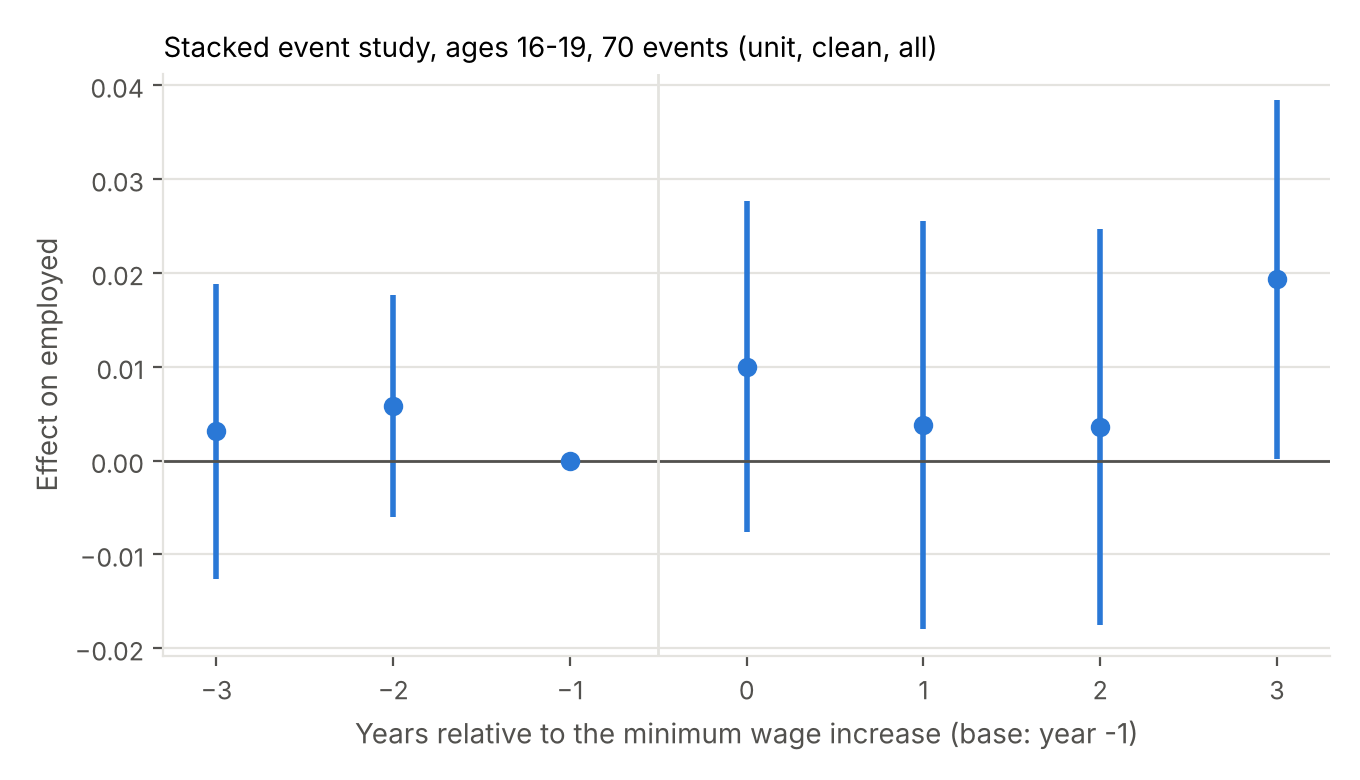 Stacked event study, ages 16-19, 70 events (unit, clean, all)
0.04
0.03
0.02
0.01
0.00
−0.01
−0.02
Effect on employed
−3 −2 −1 0 1 2 3
Years relative to the minimum wage increase (base: year -1)